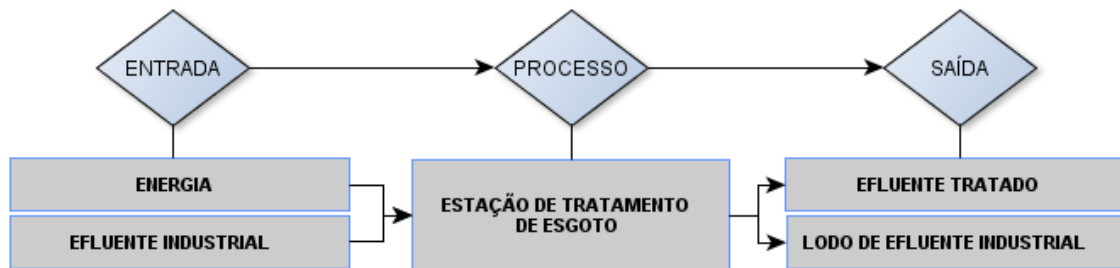 ENTRADA
PROCESSO
SAÍDA
ENERGIA
EFLUENTE INDUSTRIAL
ESTAÇÃO DE TRATAMENTO
DE ESGOTO
EFLUENTE TRATADO
LODO DE EFLUENTE INDUSTRIAL